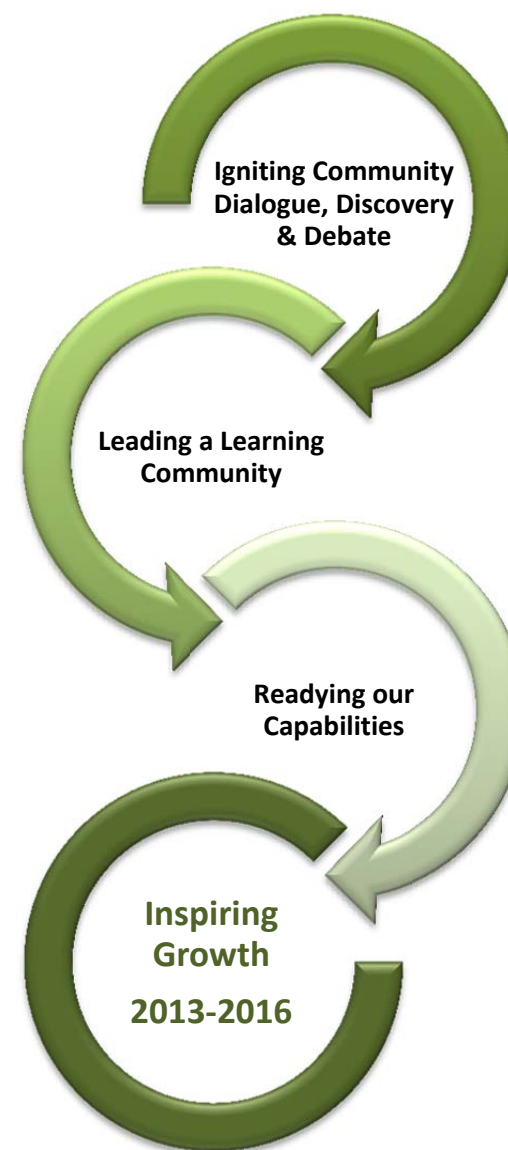 Igniting Community
Dialogue, Discovery
& Debate
Leading a Learning
Community
Readying our
Capabilities
Inspiring
Growth
2013-2016